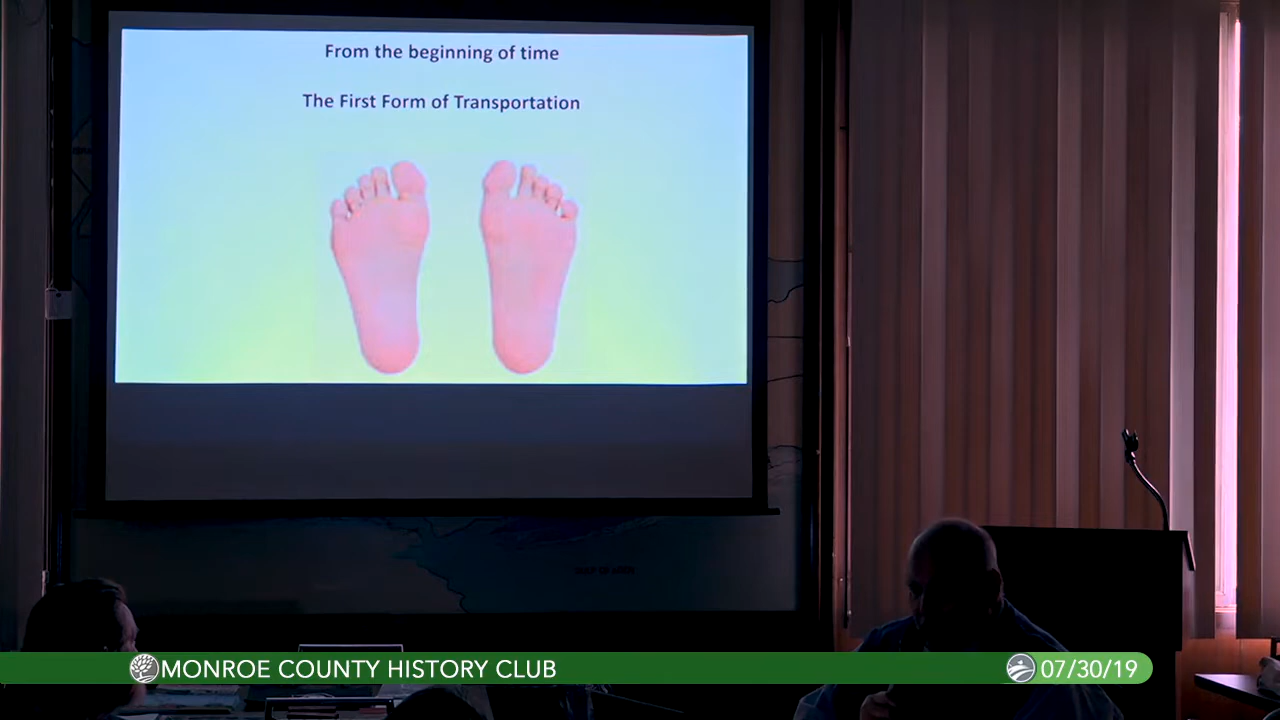 From the beginning of time
The First Form of Transportation
MONROE COUNTY HISTORY CLUB
07/30/19